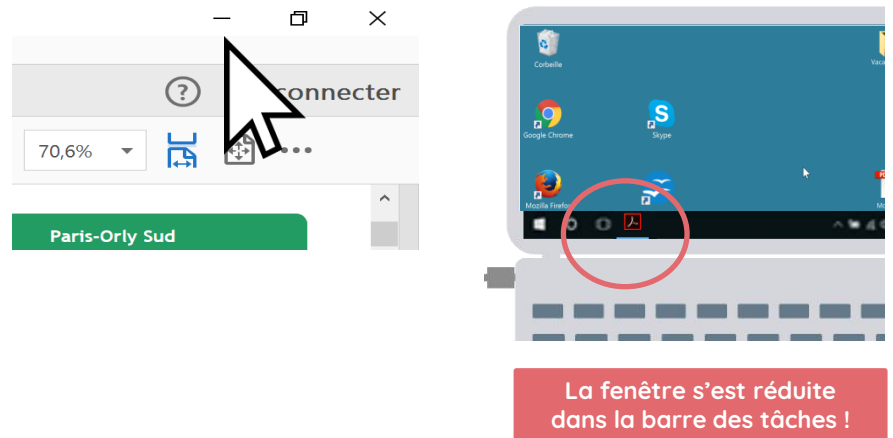 connecter
70,6%
Paris-Orly Sud
Corbeille
Google Chrome
Skype
Mozilla Firefox
La fenêtre s’est réduite
dans la barre des tâches !